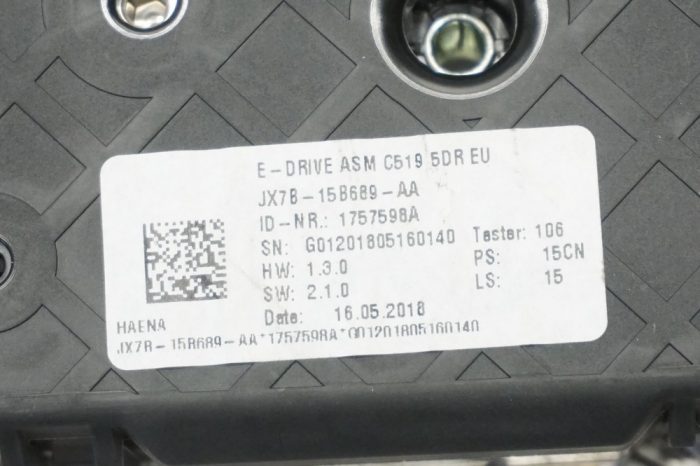 E-DRIVE ASM C519 5DR EU
JX7B-15B689-AA
ID-NR.: 1757598A
SN: G01201805160140 Tester: 106
HW: 1.3.0 PS: 15CN
SW: 2.1.0 LS: 15
Date: 16.05.2018
HAENA
JX7B-15B689-AA*1757598A*G01201805160140